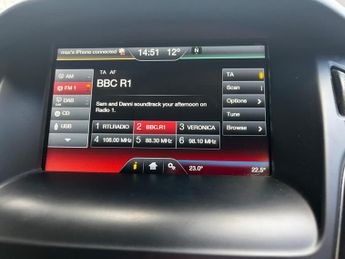 max's iPhone connected 14:51 12° N
TA AF
BBC R1
Sam and Danni soundtrack your afternoon on
Radio 1.
AM
FM 1
DAB
CD
USB
1 RTLRADIO 2 BBC.R1 3 VERONICA
4 106.00 MHz 5 88.30 MHz 6 98.10 MHz
TA
Scan
Options >
Tune
Browse >
23.0° 22.5°